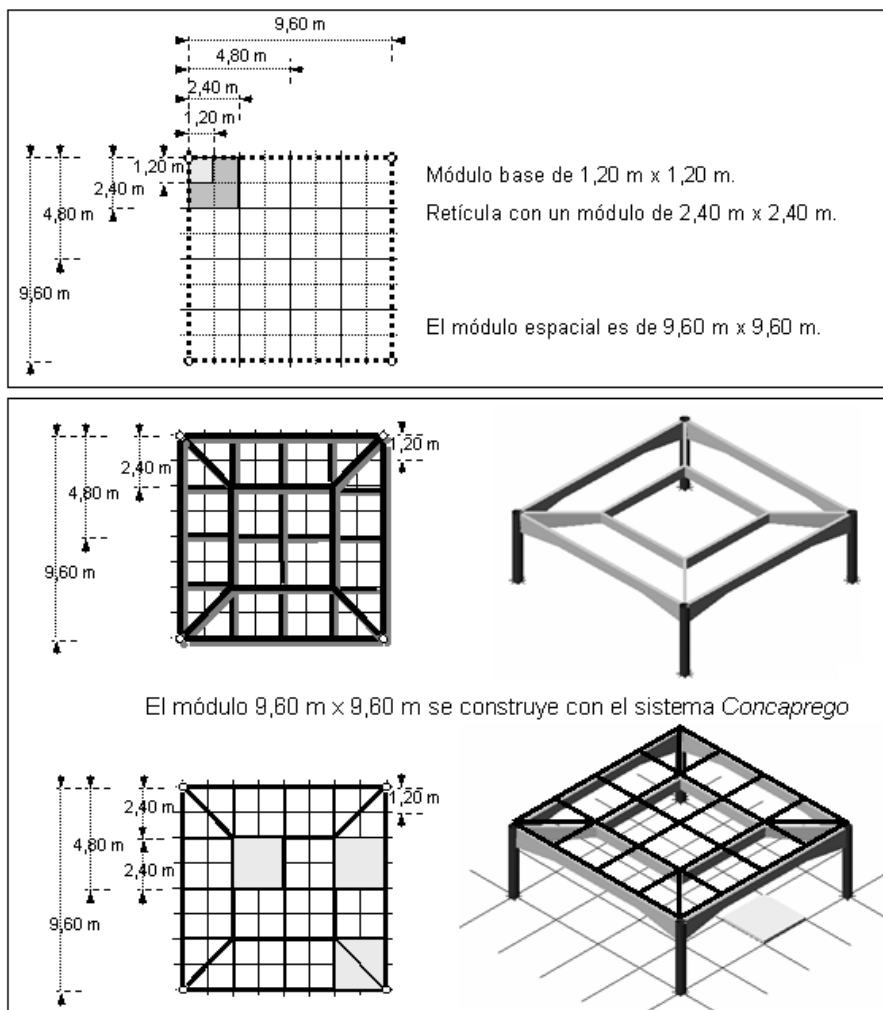 9,60 m
4,80 m
2,40 m
1,20 m
1,20 m
2,40 m
4,80 m
9,60 m
Módulo base de 1,20 m x 1,20 m.
Retícula con un módulo de 2,40 m x 2,40 m.
El módulo espacial es de 9,60 m x 9,60 m.
1,20 m
2,40 m
4,80 m
9,60 m
El módulo 9,60 m x 9,60 m se construye con el sistema Concaprego
1,20 m
2,40 m
4,80 m
2,40 m
9,60 m